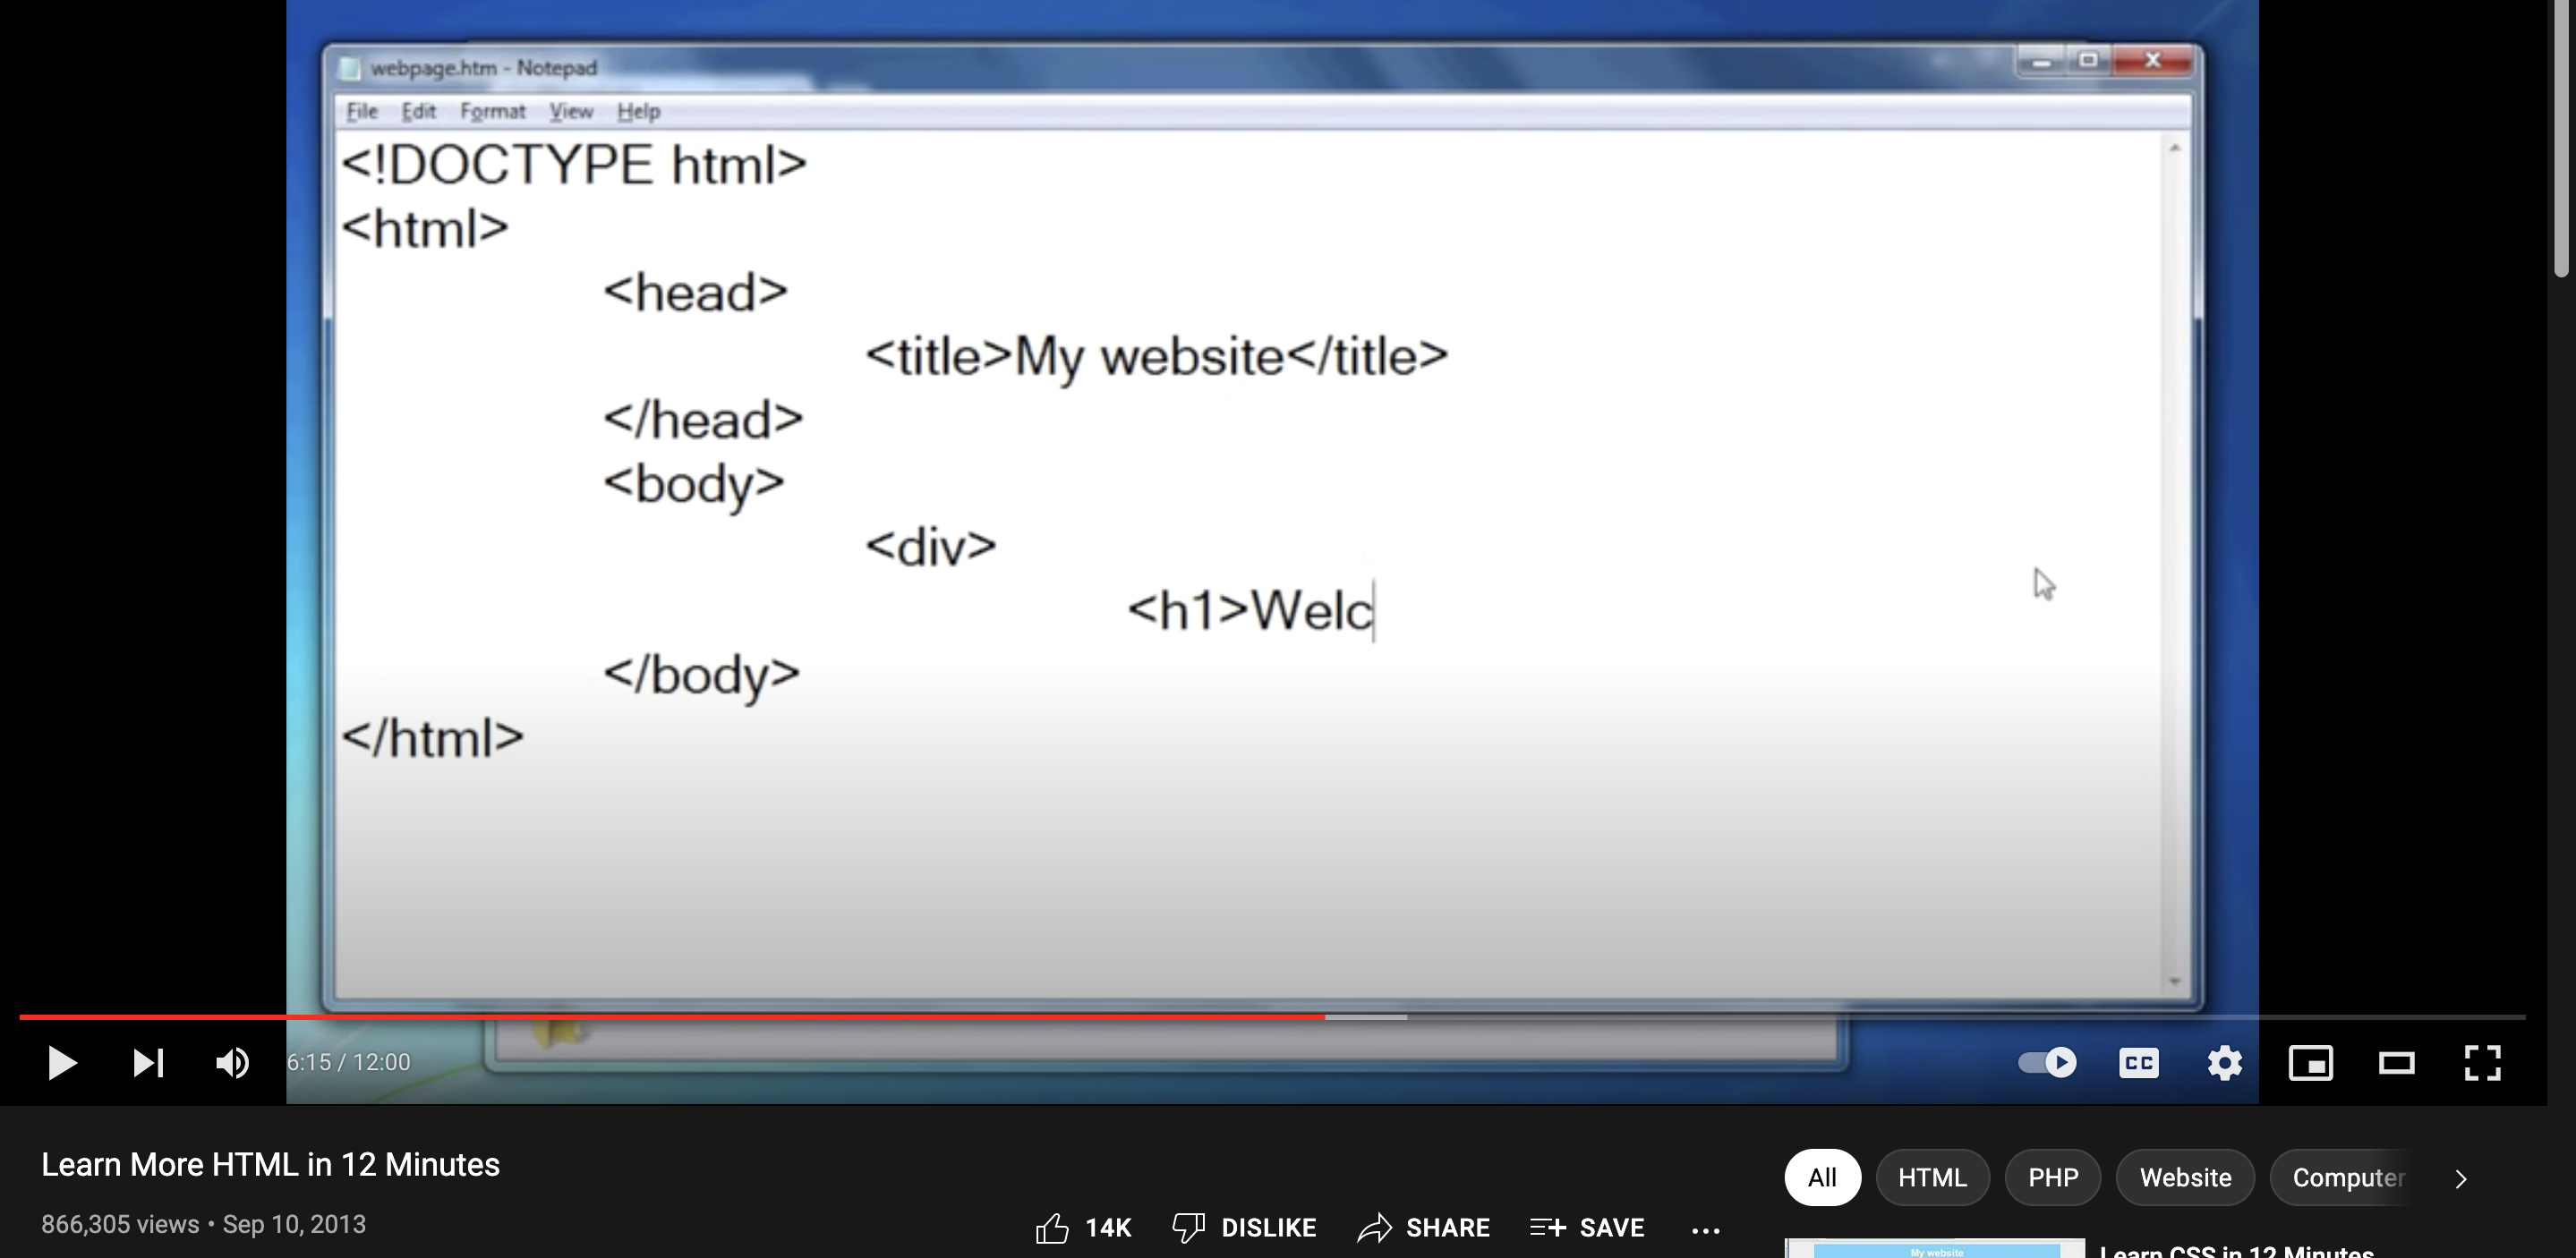 webpage.htm - Notepad
File Edit Format View Help
<!DOCTYPE html>
<html>
<head>
<title>My website</title>
</head>
<body>
<div>
<h1>Welc
</body>
</html>
6:15 / 12:00
CC
Learn More HTML in 12 Minutes
866,305 views • Sep 10, 2013
14K DISLIKE SHARE SAVE
All HTML PHP Website Computer
My website
Learn CSS in 12 Minutes